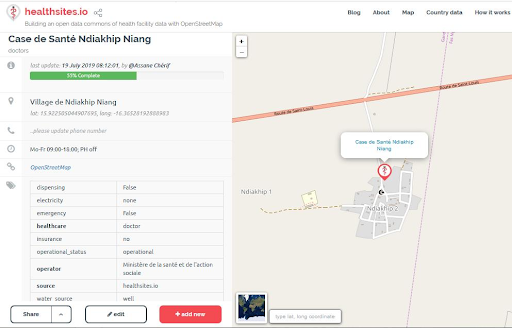 healthsites.io
Building an open data commons of health facility data with OpenStreetMap
Blog About Map Country data How it works
Case de Santé Ndiakhip Niang
doctors
last update: 19 July 2019 08:12:01, by @Assane Chérif
53% Complete
Village de Ndiakhip Niang
lat: 15.922505044907695, long: -16.36528192888983
...please update phone number
Mo-Fr 09:00-18:00; PH off
OpenStreetMap
dispensing False
electricity none
emergency False
healthcare doctor
insurance no
operational_status operational
operator Ministère de la santé et de l'action sociale
source healthsites.io
water_source well
Share
edit
+ add new
+
−
Route de Saint-Louis
Route de Saint-Louis
Case de Santé Ndiakhip
Niang
Ndiakhip 1
Ndiakhip 2
type lat, long coordinate